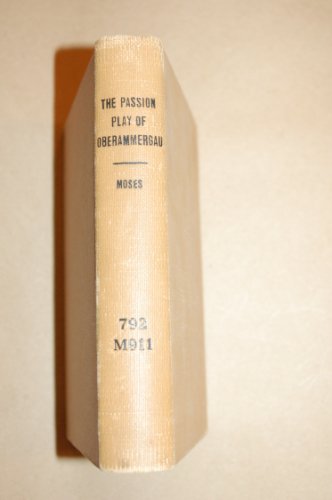 THE PASSION
PLAY OF
OBERAMMERGAU
MOSES
792
M911